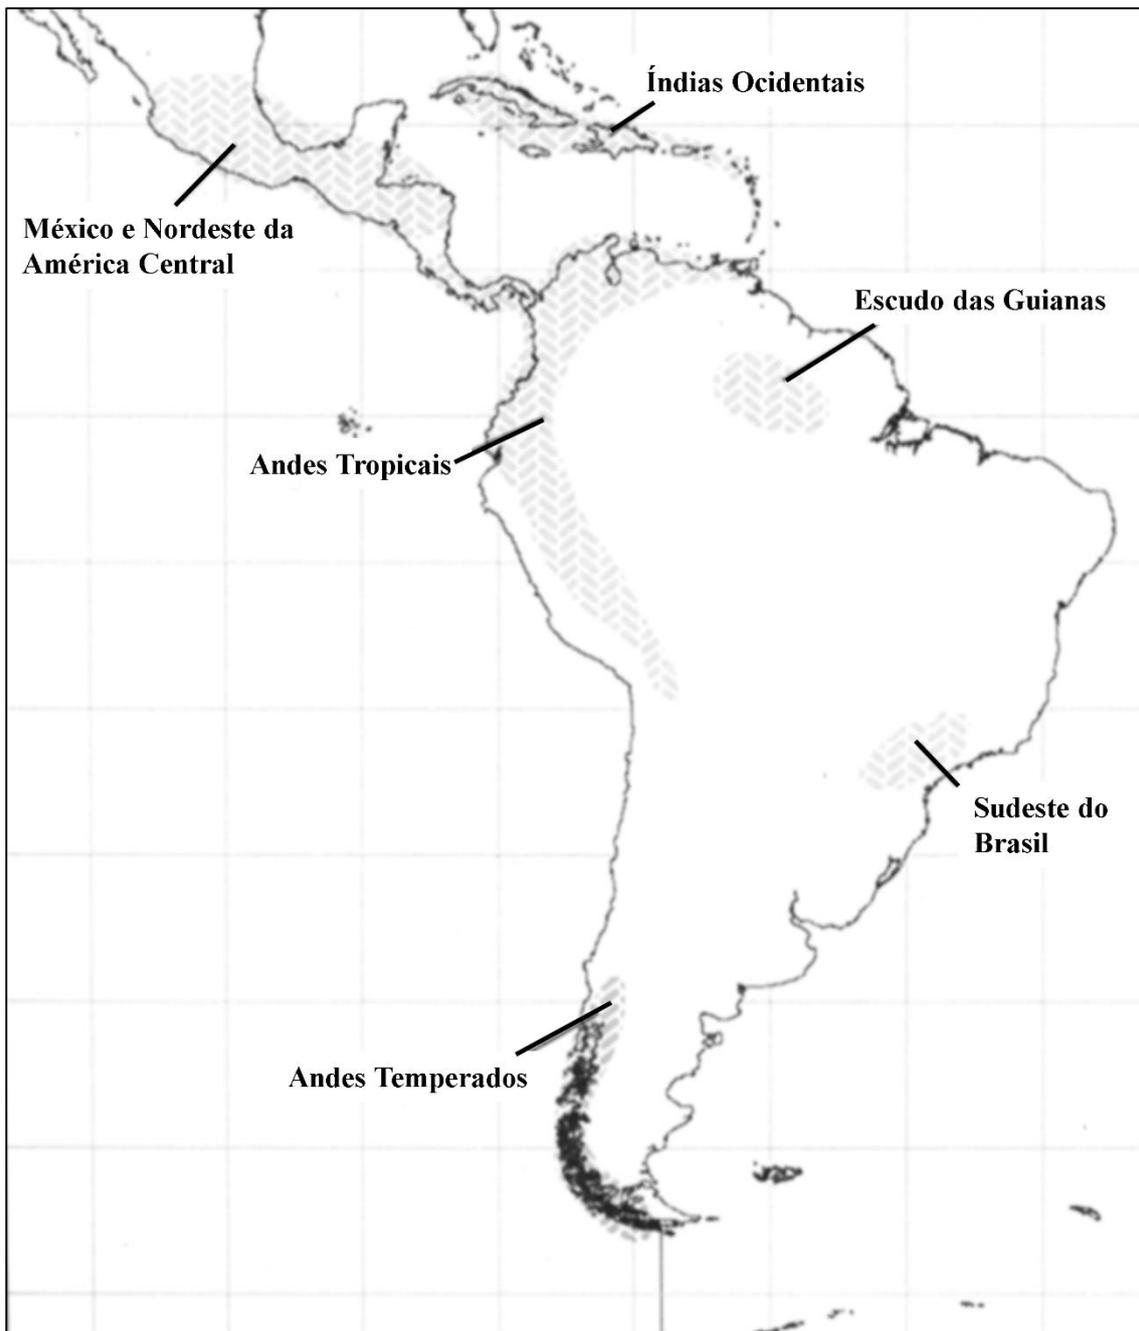 Índias Ocidentais
México e Nordeste da
América Central
Escudo das Guianas
Andes Tropicais
Sudeste do
Brasil
Andes Temperados